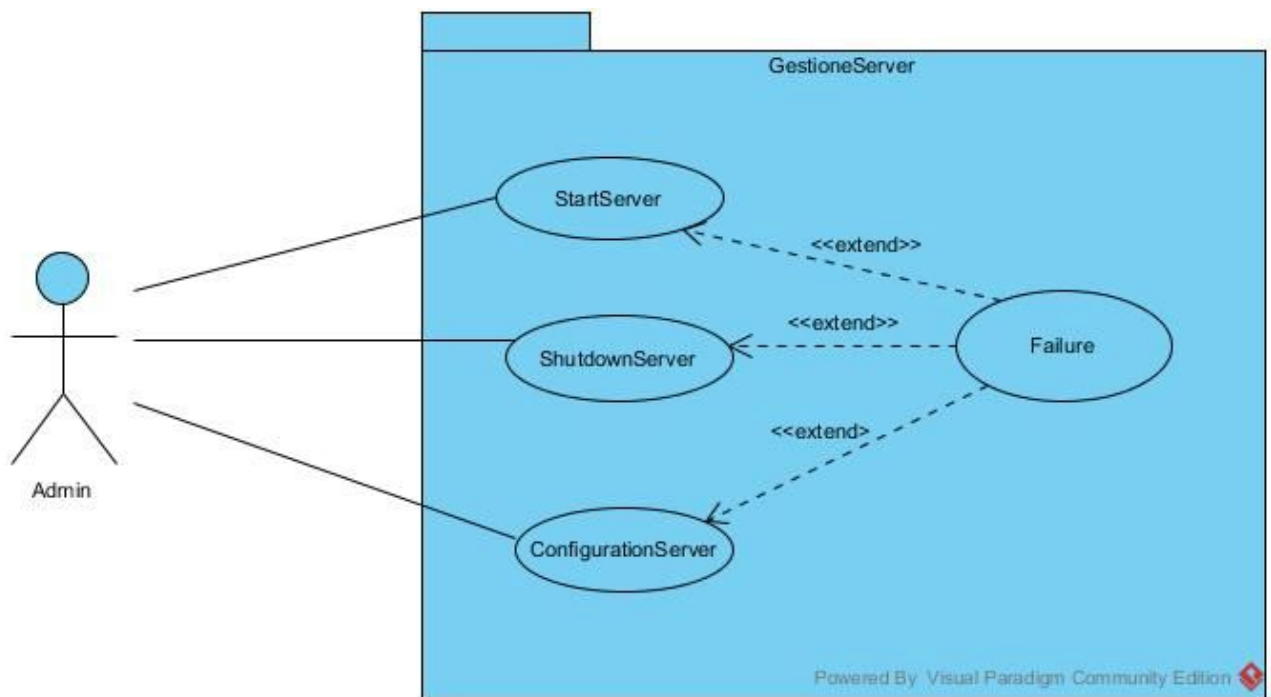 GestioneServer
StartServer
<<extend>>
<<extend>>
Failure
ShutdownServer
<<extend>
Admin
ConfigurationServer
Powered By Visual Paradigm Community Edition